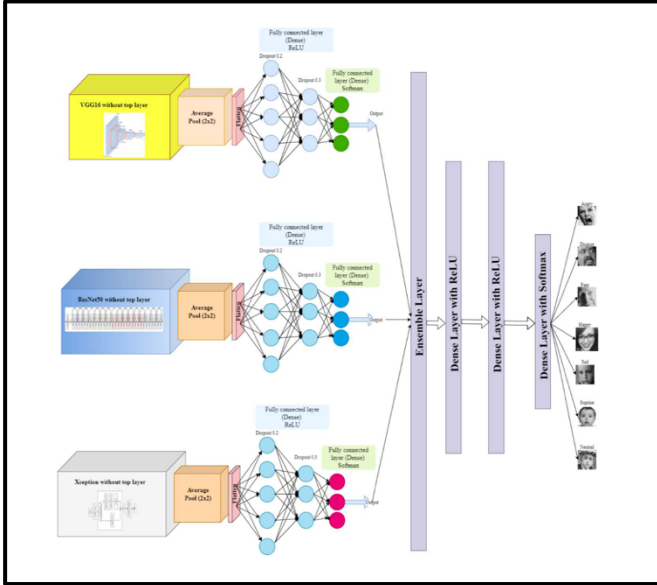 Fully connected layer
(Dense)
ReLU
Dropout 0.2
Dropout 0.3
Fully connected
layer (Dense)
Softmax
VGG16 without top layer
Average
Pool (2x2)
Flatten
Output
Fully connected layer
(Dense)
ReLU
Dropout 0.2
Dropout 0.3
Fully connected
layer (Dense)
Softmax
ResNet50 without top layer
Average
Pool (2x2)
Flatten
Output
Fully connected layer
(Dense)
ReLU
Dropout 0.2
Dropout 0.3
Fully connected
layer (Dense)
Softmax
Xception without top layer
Average
Pool (2x2)
Flatten
Output
Ensemble Layer
Dense Layer with ReLU
Dense Layer with ReLU
Dense Layer with Softmax
Angry
Happy
Sad
Neutral